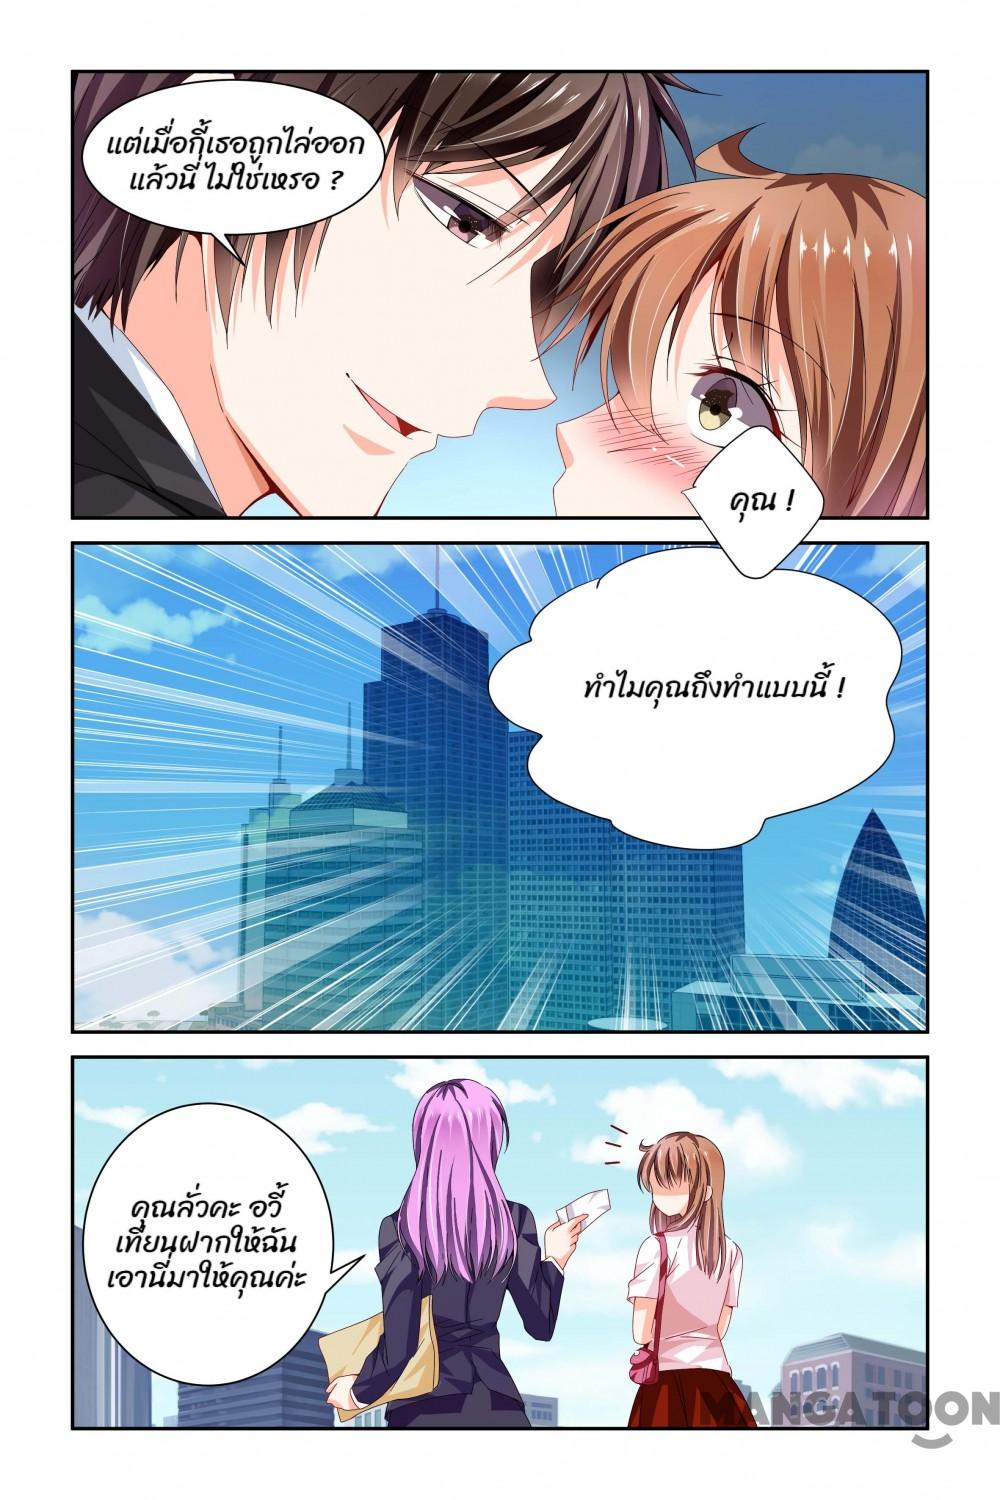 แต่เมื่อกี้เธอถูกไล่ออก
แล้วนี่ ไม่ใช่เหรอ ?
คุณ !
ทำไมคุณถึงทำแบบนี้ !
คุณลั่วคะ อวี้
เทียนฝากให้ฉัน
เอานี่มาให้คุณค่ะ
MANGATOON